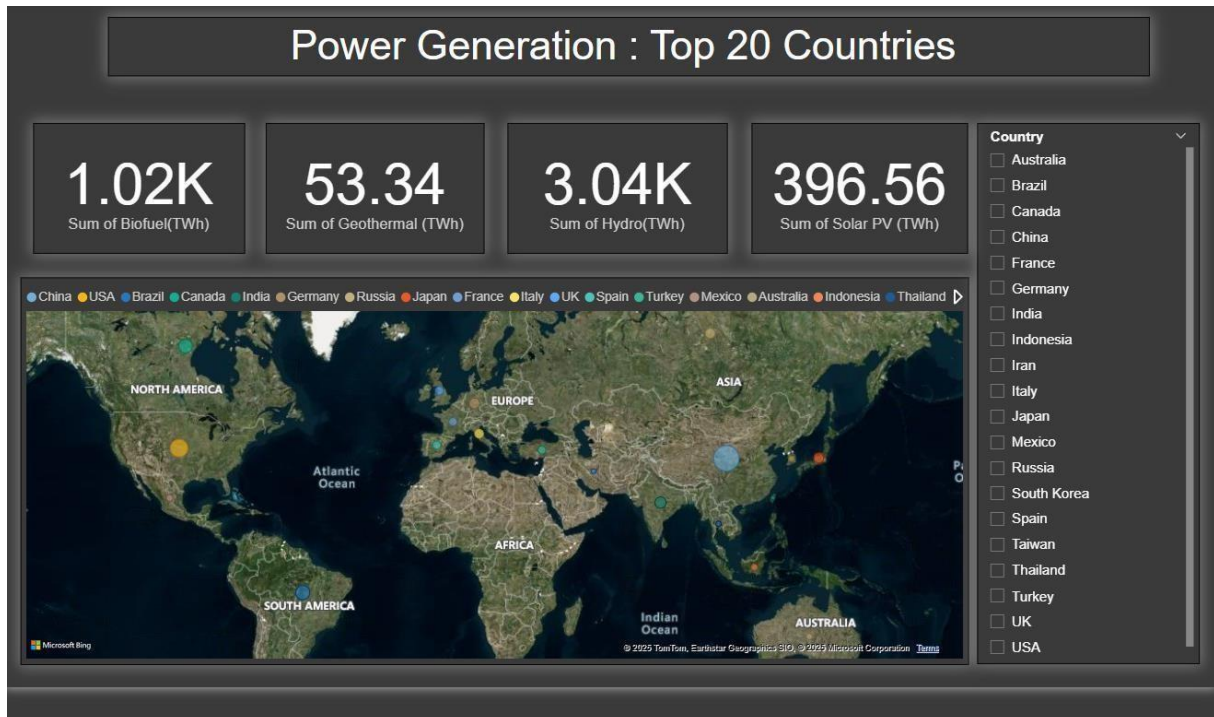 Power Generation : Top 20 Countries
1.02K
Sum of Biofuel(TWh)
53.34
Sum of Geothermal (TWh)
3.04K
Sum of Hydro(TWh)
396.56
Sum of Solar PV (TWh)
China USA Brazil Canada India Germany Russia Japan France Italy UK Spain Turkey Mexico Australia Indonesia Thailand
NORTH AMERICA
EUROPE
ASIA
Atlantic
Ocean
AFRICA
SOUTH AMERICA
Indian
Ocean
AUSTRALIA
Microsoft Bing
© 2025 TomTom, Earthstar Geographics SIO, © 2025 Microsoft Corporation Terms
Country
Australia
Brazil
Canada
China
France
Germany
India
Indonesia
Iran
Italy
Japan
Mexico
Russia
South Korea
Spain
Taiwan
Thailand
Turkey
UK
USA